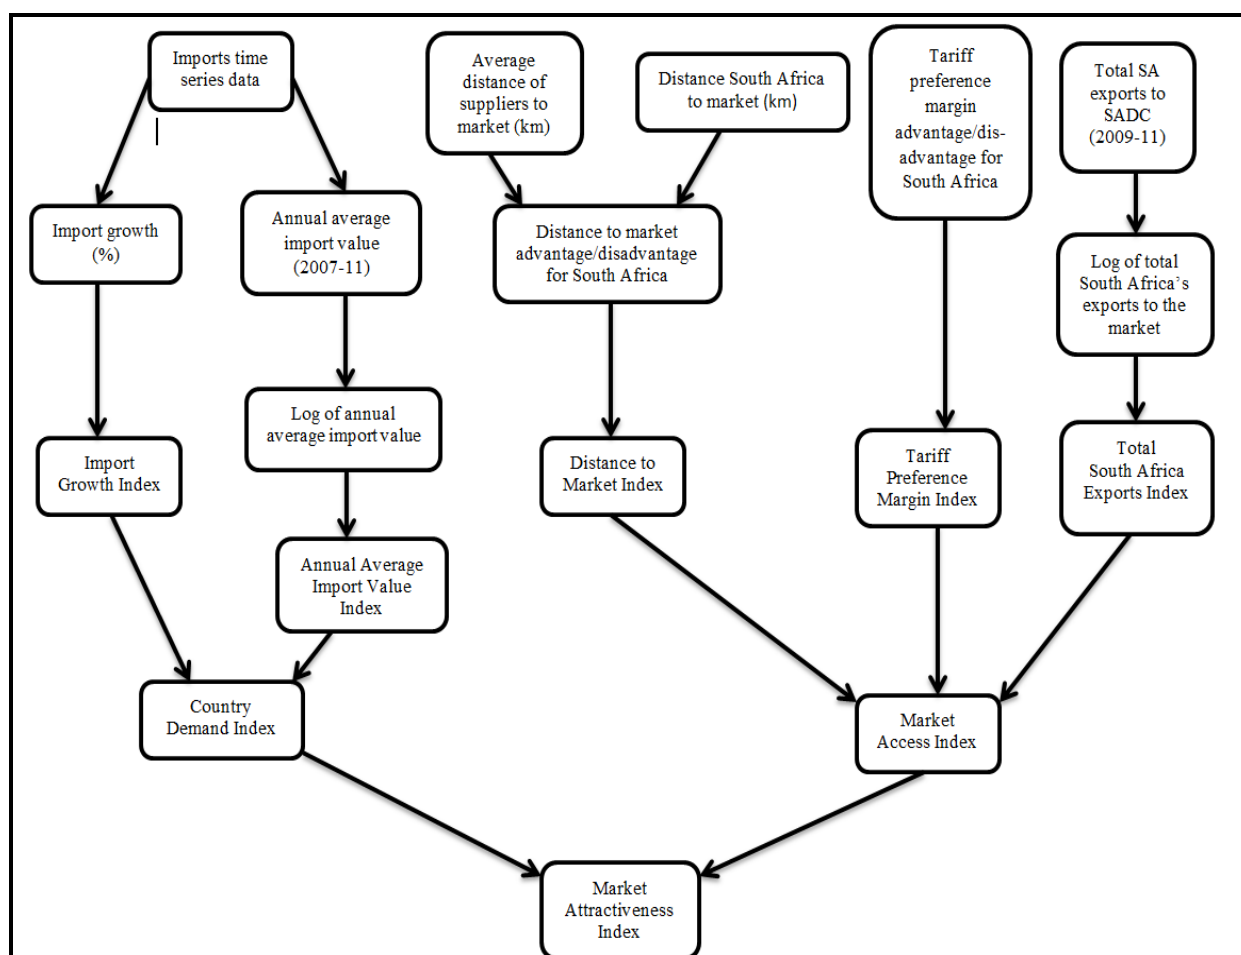 Imports time
series data
Average
distance of
suppliers to
market (km)
Distance South Africa
to market (km)
Tariff
preference
margin
advantage/dis-
advantage for
South Africa
Total SA
exports to
SADC
(2009-11)
Import growth
(%)
Annual average
import value
(2007-11)
Distance to market
advantage/disadvantage
for South Africa
Log of total
South Africa's
exports to the
market
Log of annual
average import value
Import
Growth Index
Distance to
Market Index
Tariff
Preference
Margin Index
Total
South Africa
Exports Index
Annual Average
Import Value
Index
Country
Demand Index
Market
Access Index
Market
Attractiveness
Index